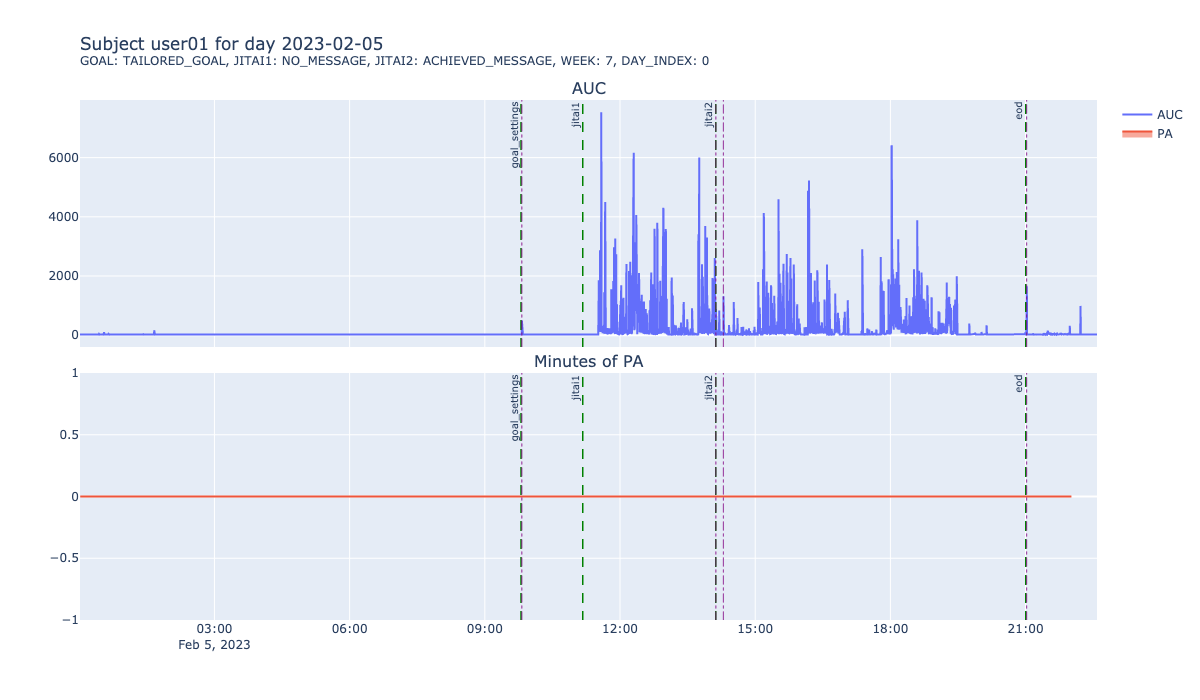 Subject user01 for day 2023-02-05
GOAL: TAILORED_GOAL, JITAI1: NO_MESSAGE, JITAI2: ACHIEVED_MESSAGE, WEEK: 7, DAY_INDEX: 0
AUC
goal_settings
jitai1
jitai2
eod
AUC
PA
6000
4000
2000
0
Minutes of PA
goal_settings
jitai1
jitai2
eod
1
0.5
0
−0.5
−1
03:00
06:00
09:00
12:00
15:00
18:00
21:00
Feb 5, 2023